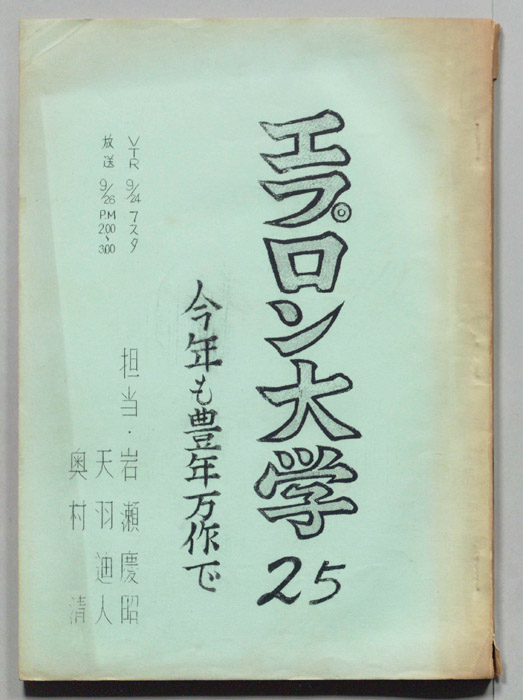 エプロン大学
25
今年も豊年万作で
VTR 9/24 7スタ
放送 9/26 P.M 2:00〜3:00
担当・岩瀬慶昭
天羽迪人
奥村清